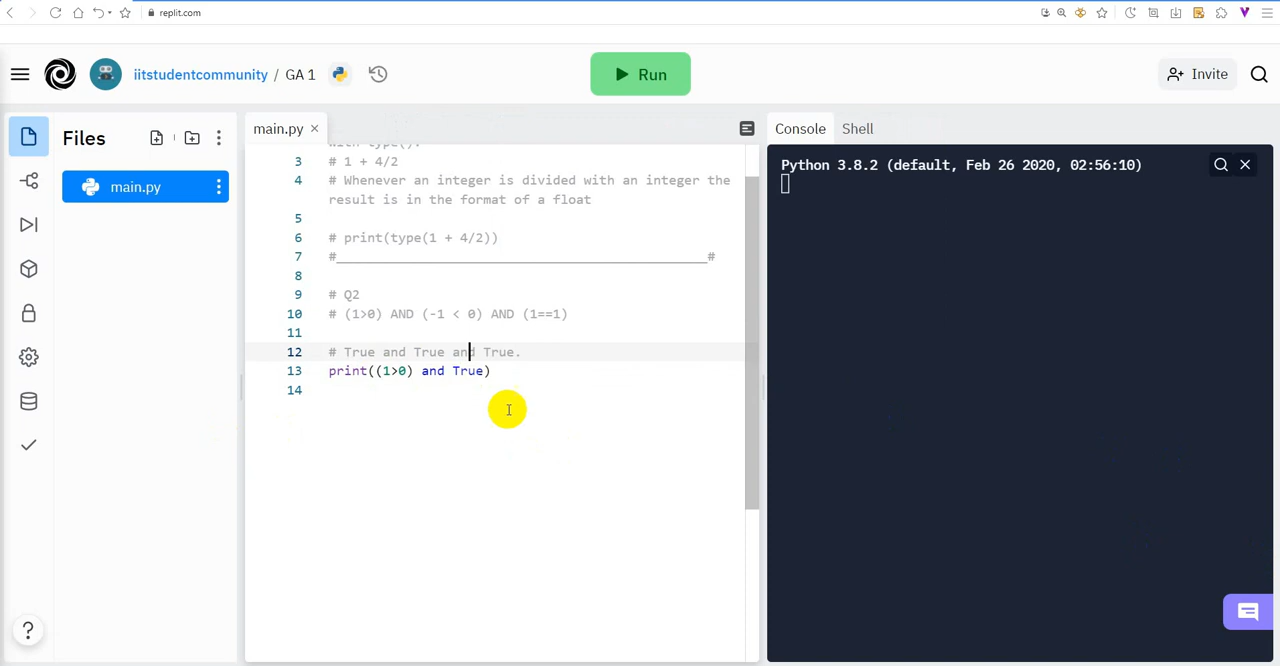 replit.com
iitstudentcommunity / GA 1
Run
Invite
Files
main.py
main.py
with type().
3 # 1 + 4/2
4 # Whenever an integer is divided with an integer the
result is in the format of a float
5
6 # print(type(1 + 4/2))
7 #_______________________________________________#
8
9 # Q2
10 # (1>0) AND (-1 < 0) AND (1==1)
11
12 # True and True and True.
13 print((1>0) and True)
14
Console Shell
Python 3.8.2 (default, Feb 26 2020, 02:56:10)
?